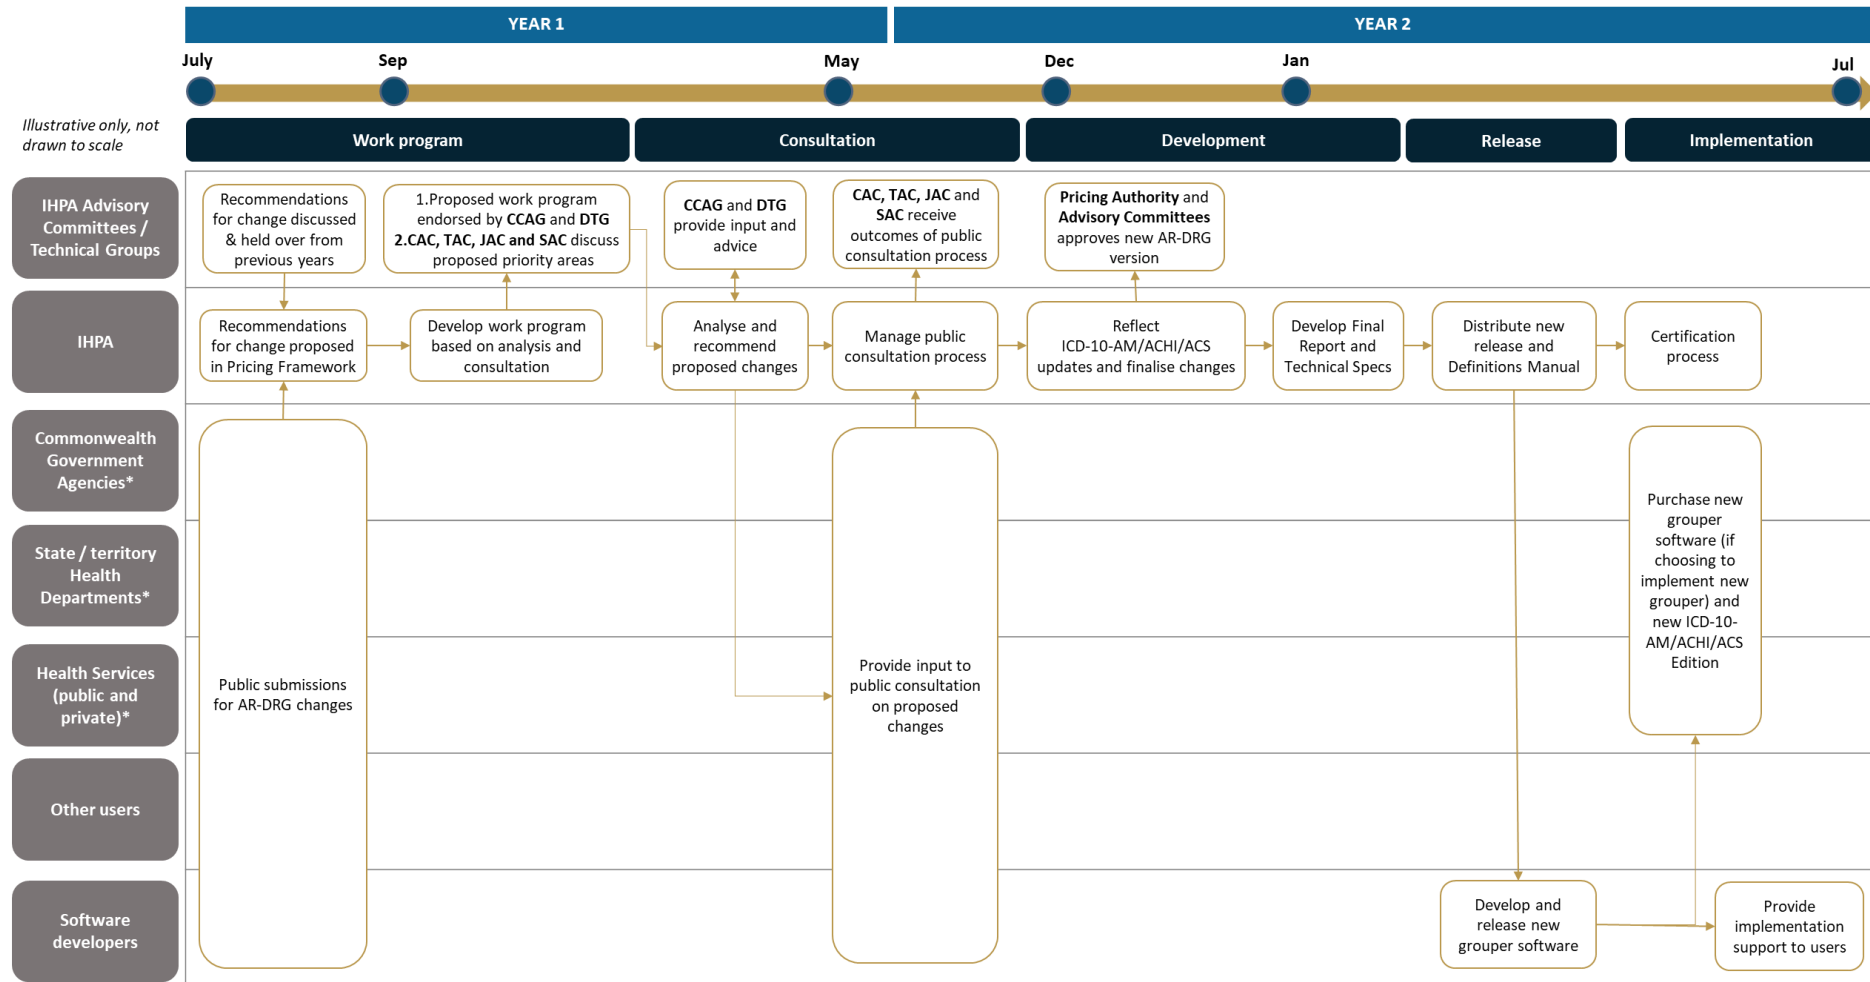 YEAR 1
YEAR 2
July
Sep
May
Dec
Jan
Jul
Illustrative only, not
drawn to scale
Work program
Consultation
Development
Release
Implementation
IHPA Advisory
Committees /
Technical Groups
Recommendations
for change discussed
& held over from
previous years
1.Proposed work program
endorsed by CCAG and DTG
2.CAC, TAC, JAC and SAC discuss
proposed priority areas
CCAG and DTG
provide input and
advice
CAC, TAC, JAC and
SAC receive
outcomes of public
consultation process
Pricing Authority and
Advisory Committees
approves new AR-DRG
version
IHPA
Recommendations
for change proposed
in Pricing Framework
Develop work program
based on analysis and
consultation
Analyse and
recommend
proposed changes
Manage public
consultation process
Reflect
ICD-10-AM/ACHI/ACS
updates and finalise changes
Develop Final
Report and
Technical Specs
Distribute new
release and
Definitions Manual
Certification
process
Commonwealth
Government
Agencies*
State / territory
Health
Departments*
Health Services
(public and
private)*
Other users
Software
developers
Public submissions
for AR-DRG changes
Provide input to
public consultation
on proposed
changes
Purchase new
grouper
software (if
choosing to
implement new
grouper) and
new ICD-10-
AM/ACHI/ACS
Edition
Develop and
release new
grouper software
Provide
implementation
support to users